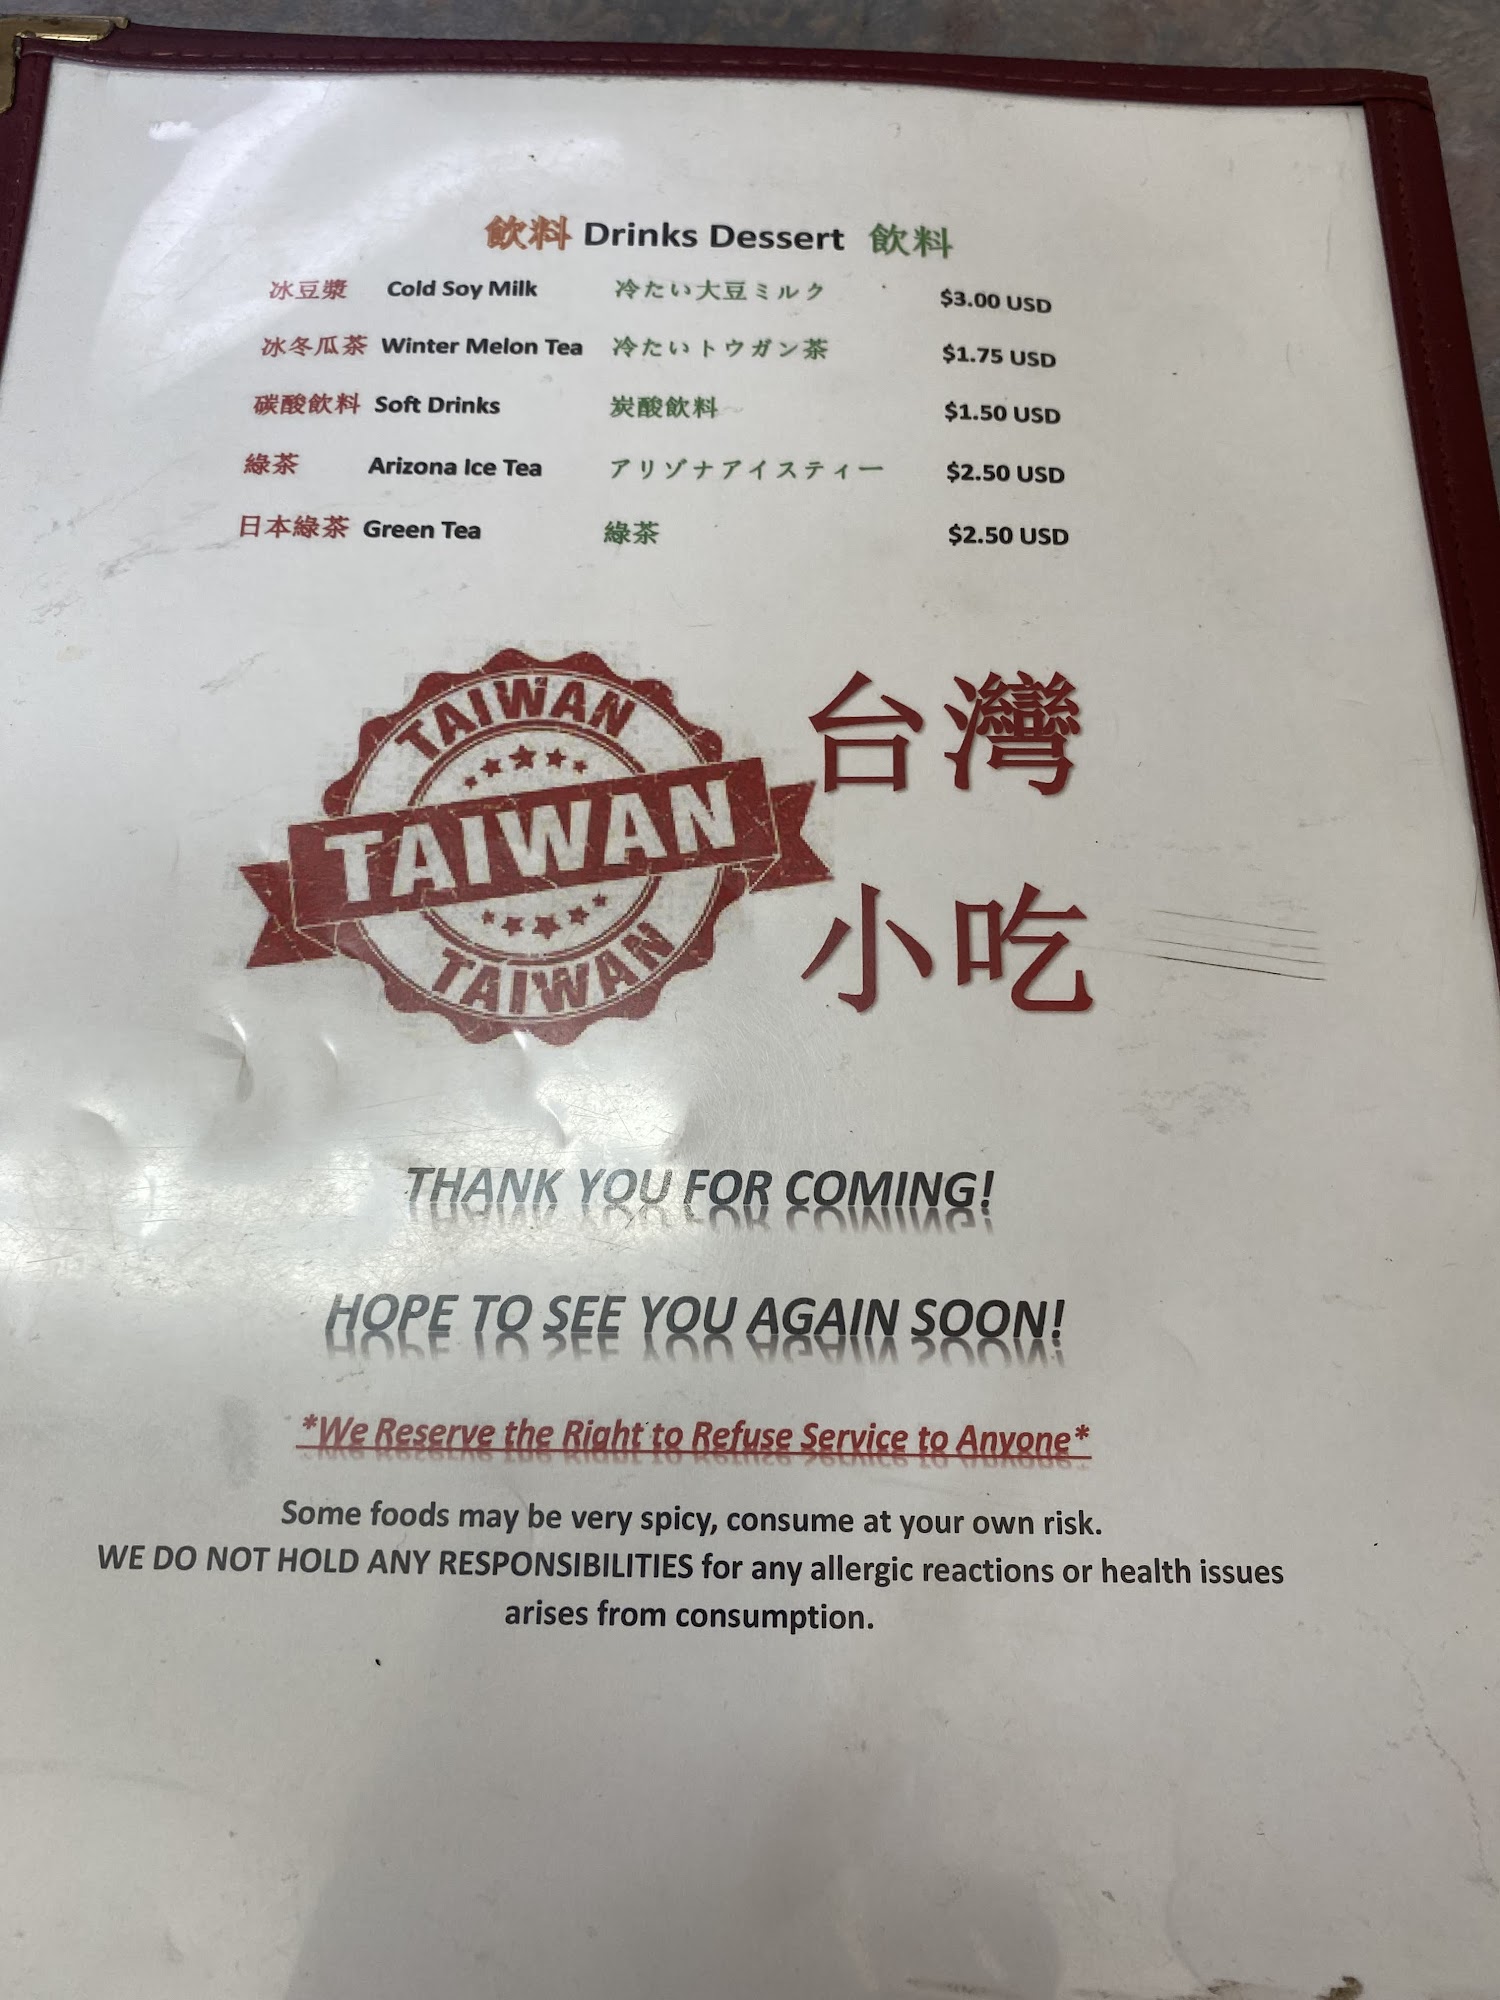 飲料 Drinks Dessert 飲料
冰豆漿 Cold Soy Milk 冷たい大豆ミルク $3.00 USD
冰冬瓜茶 Winter Melon Tea 冷たいトウガン茶 $1.75 USD
碳酸飲料 Soft Drinks 炭酸飲料 $1.50 USD
綠茶 Arizona Ice Tea アリゾナアイスティー $2.50 USD
日本綠茶 Green Tea 綠茶 $2.50 USD
TAIWAN
TAIWAN
TAIWAN
台灣
小吃
THANK YOU FOR COMING!
HOPE TO SEE YOU AGAIN SOON!
*We Reserve the Right to Refuse Service to Anyone*
Some foods may be very spicy, consume at your own risk.
WE DO NOT HOLD ANY RESPONSIBILITIES for any allergic reactions or health issues
arises from consumption.